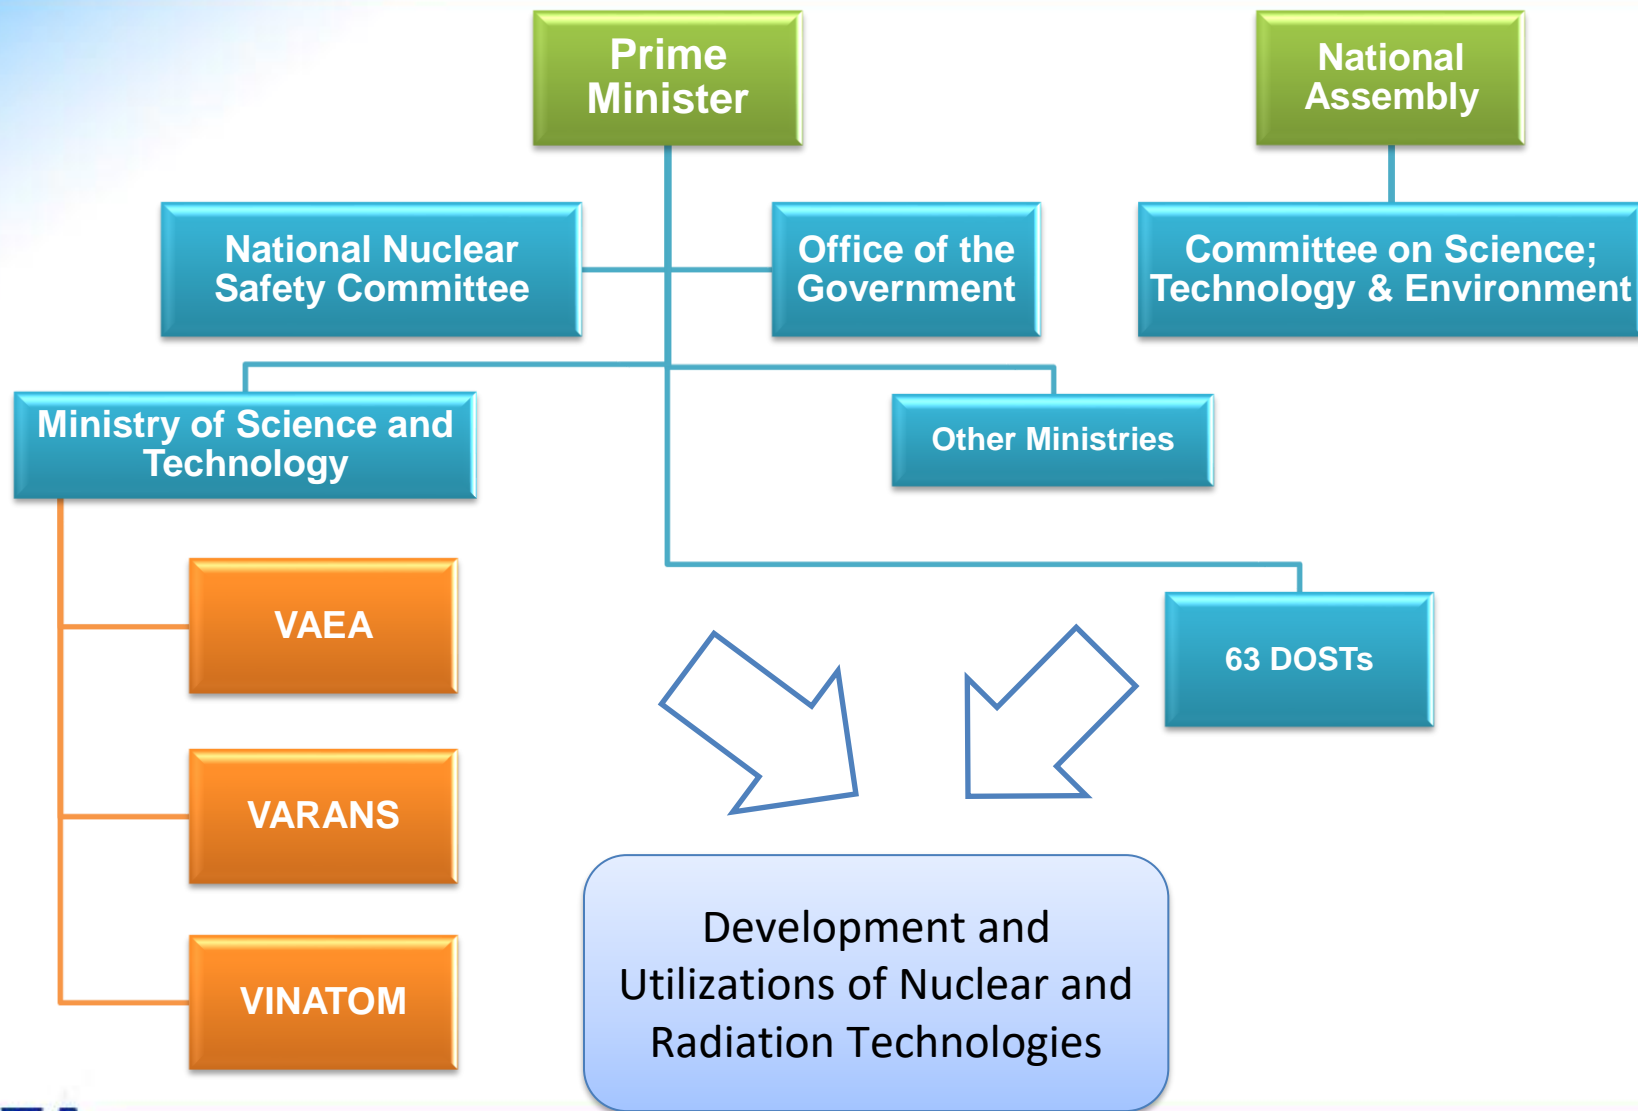 Prime
Minister
National
Assembly
National Nuclear
Safety Committee
Office of the
Government
Committee on Science;
Technology & Environment
Ministry of Science and
Technology
Other Ministries
VAEA
63 DOSTs
VARANS
VINATOM
Development and
Utilizations of Nuclear and
Radiation Technologies